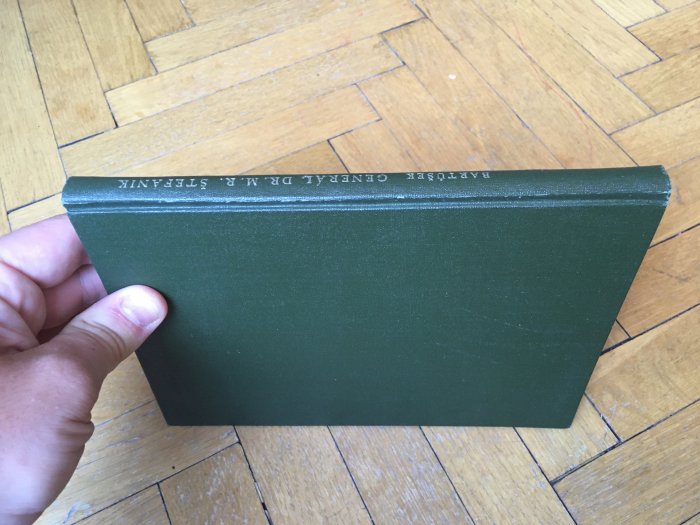 BARTŮŠEK GENERÁL DR. M. R. ŠTEFÁNIK